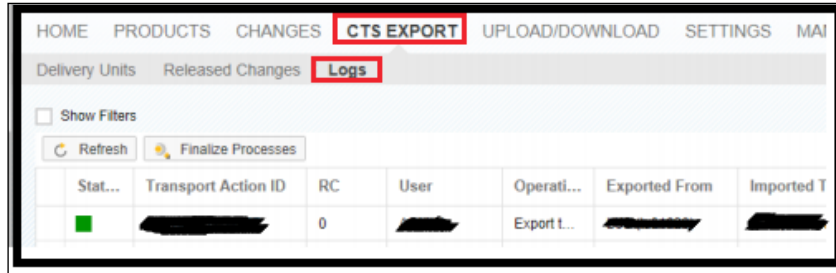 HOME PRODUCTS CHANGES CTS EXPORT UPLOAD/DOWNLOAD SETTINGS
Delivery Units Released Changes Logs
Show Filters
Refresh Finalize Processes
Stat... Transport Action ID RC User Operati... Exported From Imported T
0 Export t...